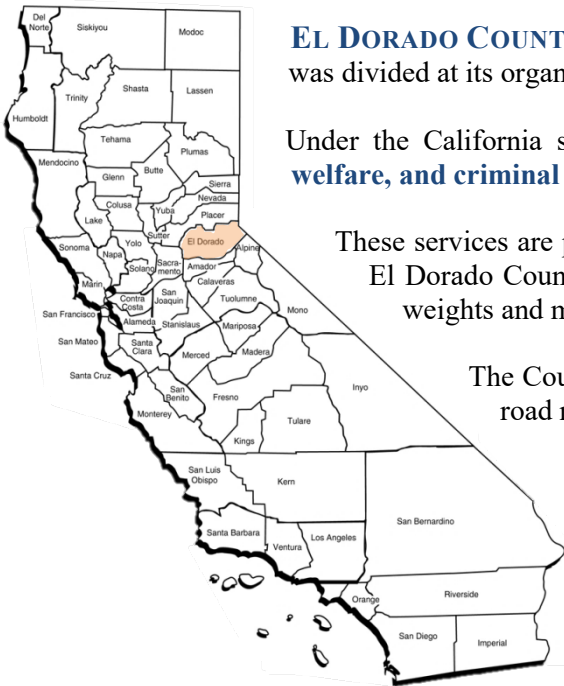 EL DORADO COUNT
was divided at its organ
Under the California s
welfare, and criminal
These services are p
El Dorado Coun
weights and m
The Cou
road r
Del
Norte
Siskiyou
Modoc
Humboldt
Trinity
Shasta
Lassen
Mendocino
Tehama
Plumas
Glenn
Butte
Sierra
Nevada
Colusa
Yuba
Placer
Lake
Sutter
El Dorado
Alpine
Sonoma
Napa
Yolo
Solano
Sacra-
mento
Amador
Calaveras
Marin
Contra
Costa
San
Joaquin
Tuolumne
Mono
San Francisco
Alameda
Stanislaus
Mariposa
San Mateo
Santa
Clara
Merced
Madera
Santa Cruz
San
Benito
Fresno
Inyo
Monterey
Kings
Tulare
San Luis
Obispo
Kern
San Bernardino
Santa Barbara
Ventura
Los Angeles
Orange
Riverside
San Diego
Imperial